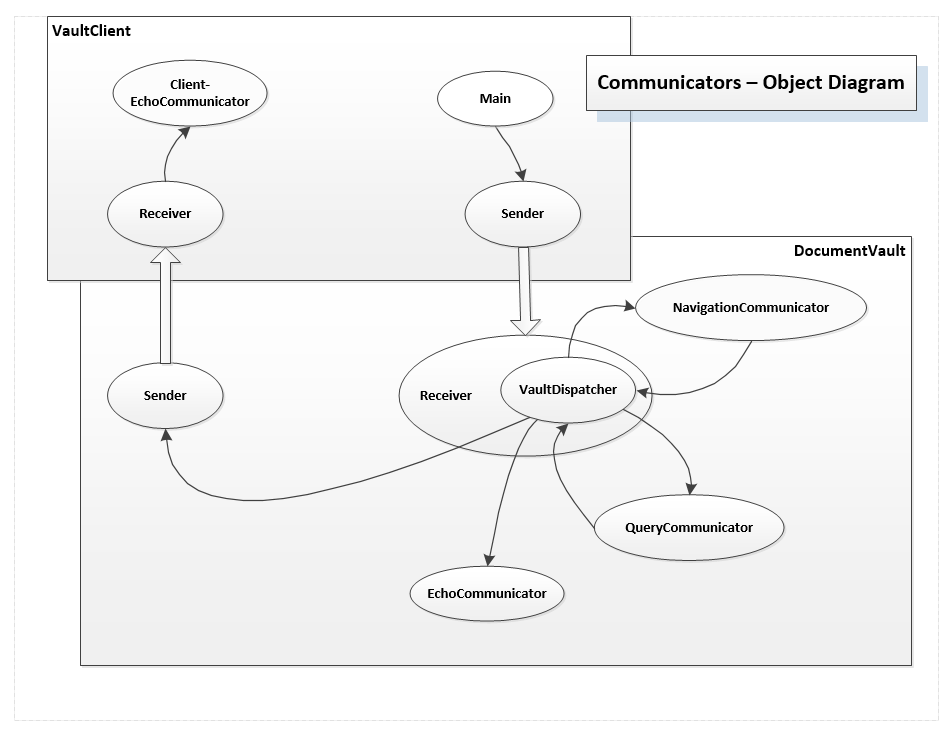 VaultClient
Communicators – Object Diagram
Client-
EchoCommunicator
Main
Receiver
Sender
DocumentVault
NavigationCommunicator
Sender
Receiver
VaultDispatcher
QueryCommunicator
EchoCommunicator